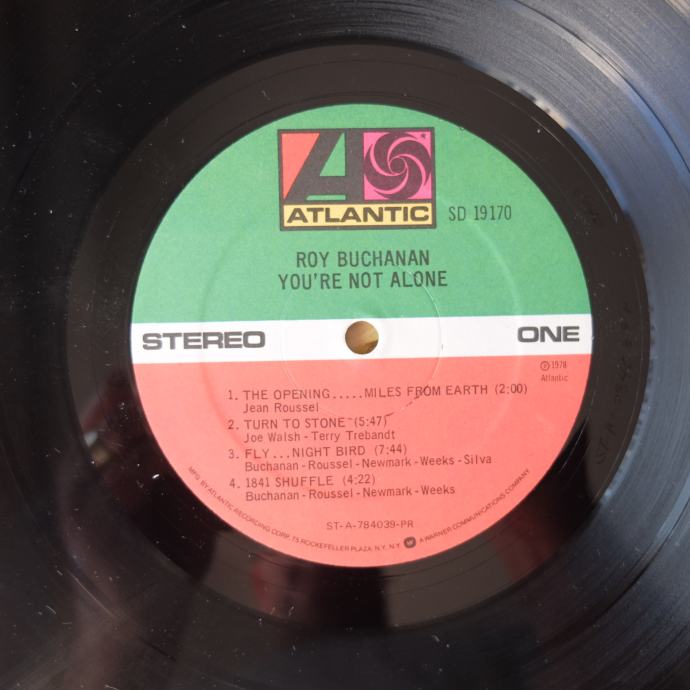 ATLANTIC SD 19170
ROY BUCHANAN
YOU'RE NOT ALONE
STEREO ONE
℗ 1978
Atlantic
1. THE OPENING.....MILES FROM EARTH (2:00)
Jean Roussel
2. TURN TO STONE (5:47)
Joe Walsh - Terry Trebandt
3. FLY...NIGHT BIRD (7:44)
Buchanan - Roussel - Newmark - Weeks - Silva
4. 1841 SHUFFLE (4:22)
Buchanan - Roussel - Newmark - Weeks
ST-A-784039-PR
MFG. BY ATLANTIC RECORDING CORP. 75 ROCKEFELLER PLAZA, N.Y. N.Y. A WARNER COMMUNICATIONS COMPANY